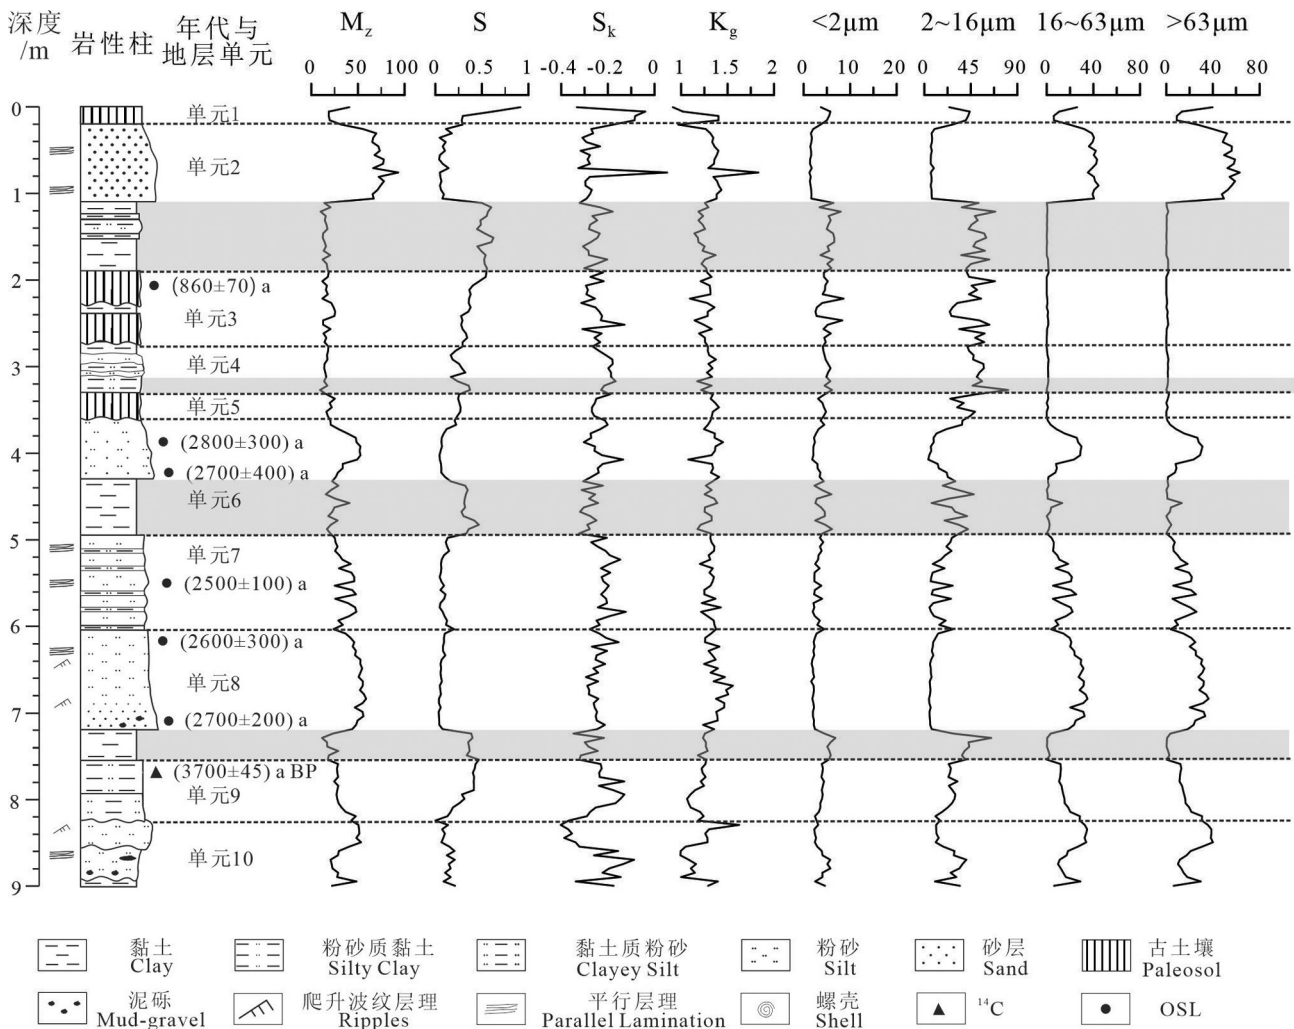 深度
/m
岩性柱
年代与
地层单元
Mz
S
Sk
Kg
<2μm
2~16μm
16~63μm
>63μm
0 50 100
0 0.5 1
-0.4 -0.2 0
1 1.5 2
0 10 20
0 45 90
0 40 80
0 40 80
0
单元1
单元2
1
2
(860±70) a
单元3
3
单元4
单元5
(2800±300) a
4
(2700±400) a
单元6
5
单元7
(2500±100) a
6
(2600±300) a
单元8
7
(2700±200) a
(3700±45) a BP
单元9
8
单元10
9
黏土
Clay
粉砂质黏土
Silty Clay
黏土质粉砂
Clayey Silt
粉砂
Silt
砂层
Sand
古土壤
Paleosol
泥砾
Mud-gravel
爬升波纹层理
Ripples
平行层理
Parallel Lamination
螺壳
Shell
14C
OSL